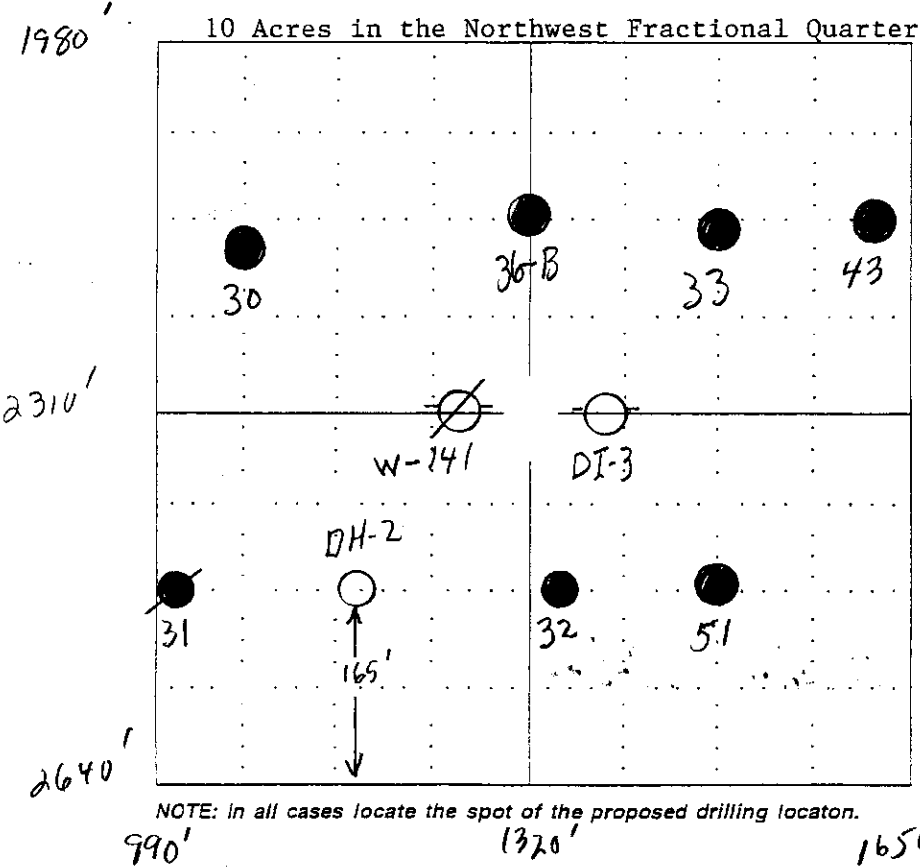 1980'
10 Acres in the Northwest Fractional Quarter
30
36-B
33
43
2310'
W-241
DI-3
DH-2
31
32
51
165'
2640'
NOTE: In all cases locate the spot of the proposed drilling locaton.
990'
1320'